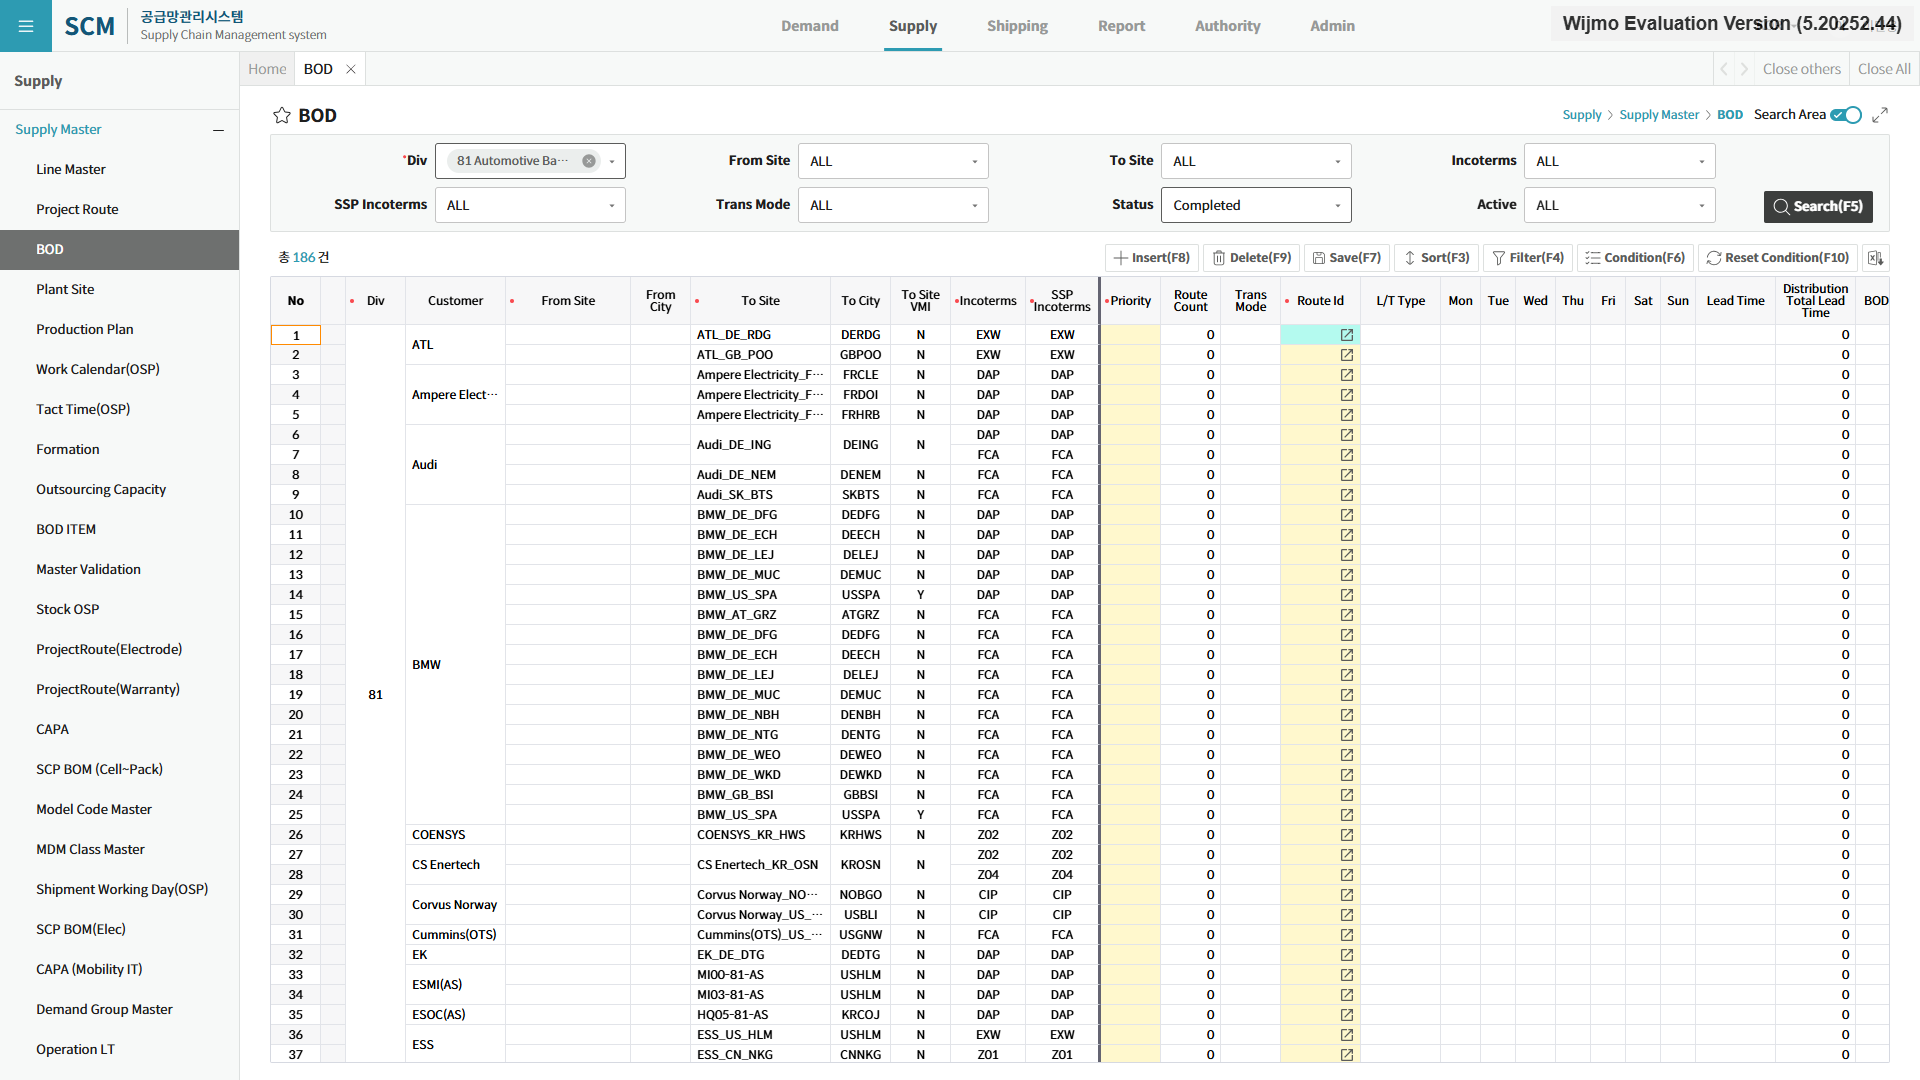 SCM 공급망관리시스템
Supply Chain Management system
Demand Supply Shipping Report Authority Admin
Wijmo Evaluation Version (5.20252.44)
Supply
Home BOD
Close others Close All
Supply Master
Line Master
Project Route
BOD
Plant Site
Production Plan
Work Calendar(OSP)
Tact Time(OSP)
Formation
Outsourcing Capacity
BOD ITEM
Master Validation
Stock OSP
ProjectRoute(Electrode)
ProjectRoute(Warranty)
CAPA
SCP BOM (Cell~Pack)
Model Code Master
MDM Class Master
Shipment Working Day(OSP)
SCP BOM(Elec)
CAPA (Mobility IT)
Demand Group Master
Operation LT
BOD
Supply > Supply Master > BOD Search Area
*Div 81 Automotive Ba··· From Site ALL To Site ALL Incoterms ALL
SSP Incoterms ALL Trans Mode ALL Status Completed Active ALL Search(F5)
총 186 건
Insert(F8) Delete(F9) Save(F7) Sort(F3) Filter(F4) Condition(F6) Reset Condition(F10)
No Div Customer From Site From City To Site To City To Site VMI Incoterms SSP Incoterms Priority Route Count Trans Mode Route Id L/T Type Mon Tue Wed Thu Fri Sat Sun Lead Time Distribution Total Lead Time BOD
81
1 ATL ATL_DE_RDG DERDG N EXW EXW 0 0
2 ATL_GB_POO GBPOO N EXW EXW 0 0
3 Ampere Elect··· Ampere Electricity_F··· FRCLE N DAP DAP 0 0
4 Ampere Electricity_F··· FRDOI N DAP DAP 0 0
5 Ampere Electricity_F··· FRHRB N DAP DAP 0 0
6 Audi Audi_DE_ING DEING N DAP DAP 0 0
7 FCA FCA 0 0
8 Audi_DE_NEM DENEM N FCA FCA 0 0
9 Audi_SK_BTS SKBTS N FCA FCA 0 0
10 BMW BMW_DE_DFG DEDFG N DAP DAP 0 0
11 BMW_DE_ECH DEECH N DAP DAP 0 0
12 BMW_DE_LEJ DELEJ N DAP DAP 0 0
13 BMW_DE_MUC DEMUC N DAP DAP 0 0
14 BMW_US_SPA USSPA Y DAP DAP 0 0
15 BMW_AT_GRZ ATGRZ N FCA FCA 0 0
16 BMW_DE_DFG DEDFG N FCA FCA 0 0
17 BMW_DE_ECH DEECH N FCA FCA 0 0
18 BMW_DE_LEJ DELEJ N FCA FCA 0 0
19 BMW_DE_MUC DEMUC N FCA FCA 0 0
20 BMW_DE_NBH DENBH N FCA FCA 0 0
21 BMW_DE_NTG DENTG N FCA FCA 0 0
22 BMW_DE_WEO DEWEO N FCA FCA 0 0
23 BMW_DE_WKD DEWKD N FCA FCA 0 0
24 BMW_GB_BSI GBBSI N FCA FCA 0 0
25 BMW_US_SPA USSPA Y FCA FCA 0 0
26 COENSYS COENSYS_KR_HWS KRHWS N Z02 Z02 0 0
27 CS Enertech CS Enertech_KR_OSN KROSN N Z02 Z02 0 0
28 Z04 Z04 0 0
29 Corvus Norway Corvus Norway_NO··· NOBGO N CIP CIP 0 0
30 Corvus Norway_US_··· USBLI N CIP CIP 0 0
31 Cummins(OTS) Cummins(OTS)_US_··· USGNW N FCA FCA 0 0
32 EK EK_DE_DTG DEDTG N DAP DAP 0 0
33 ESMI(AS) MI00-81-AS USHLM N DAP DAP 0 0
34 MI03-81-AS USHLM N DAP DAP 0 0
35 ESOC(AS) HQ05-81-AS KRCOJ N DAP DAP 0 0
36 ESS ESS_US_HLM USHLM N EXW EXW 0 0
37 ESS_CN_NKG CNNKG N Z01 Z01 0 0